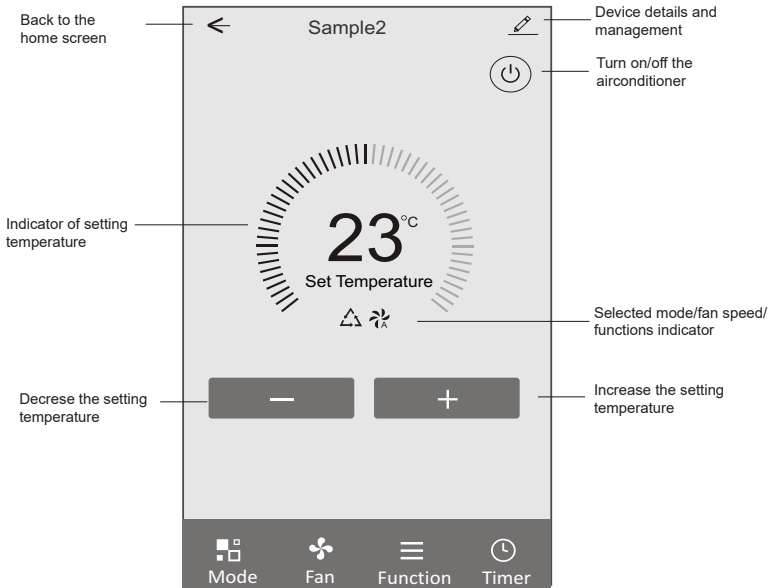 Back to the
home screen
Sample2
Device details and
management
Turn on/off the
airconditioner
Indicator of setting
temperature
23°C
Set Temperature
A
Selected mode/fan speed/
functions indicator
Decrese the setting
temperature
—
+
Increase the setting
temperature
Mode
Fan
Function
Timer